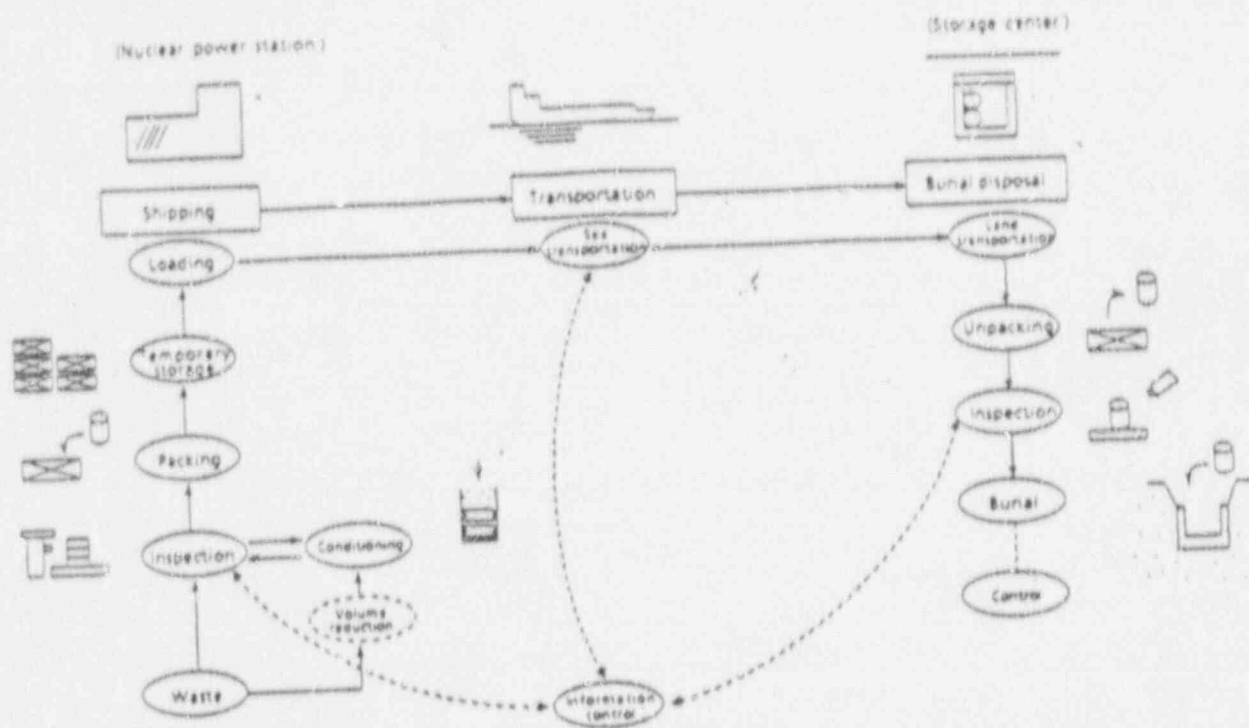 (Nuclear power station)
(Storage center)
Shipping
Transportation
Burial disposal
Loading
Sea
transportation
Land
transportation
Temporary
storage
Unpacking
Packing
Inspection
Inspection
Conditioning
Burial
Volume
reduction
Control
Waste
Information
control